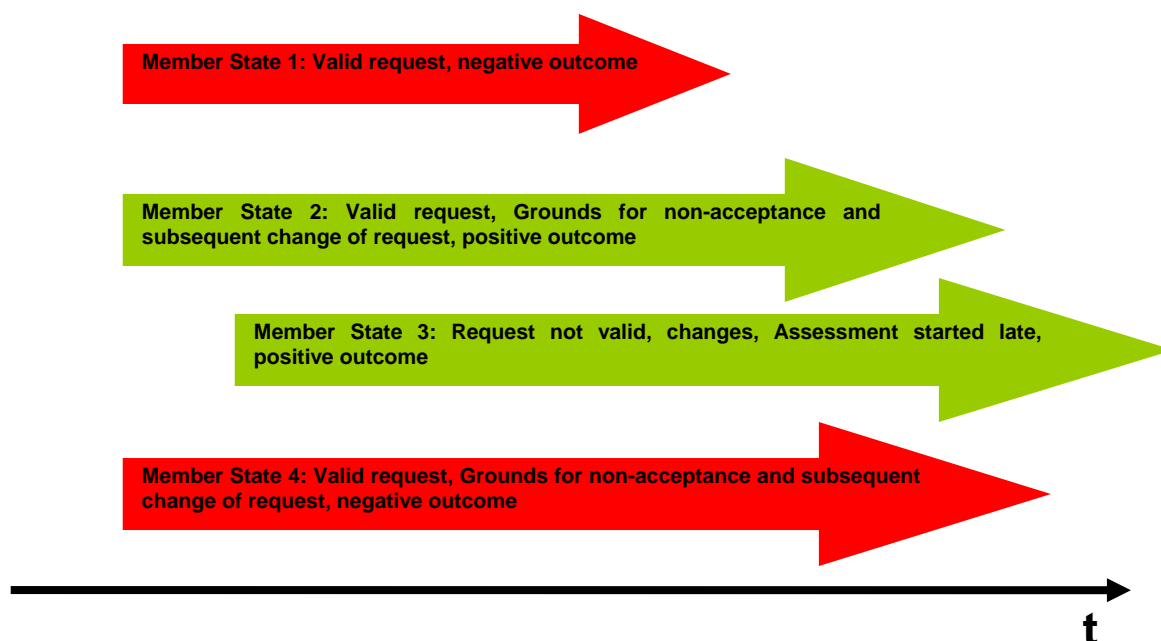 Member State 1: Valid request, negative outcome
Member State 2: Valid request, Grounds for non-acceptance and
subsequent change of request, positive outcome
Member State 3: Request not valid, changes, Assessment started late,
positive outcome
Member State 4: Valid request, Grounds for non-acceptance and subsequent
change of request, negative outcome
t